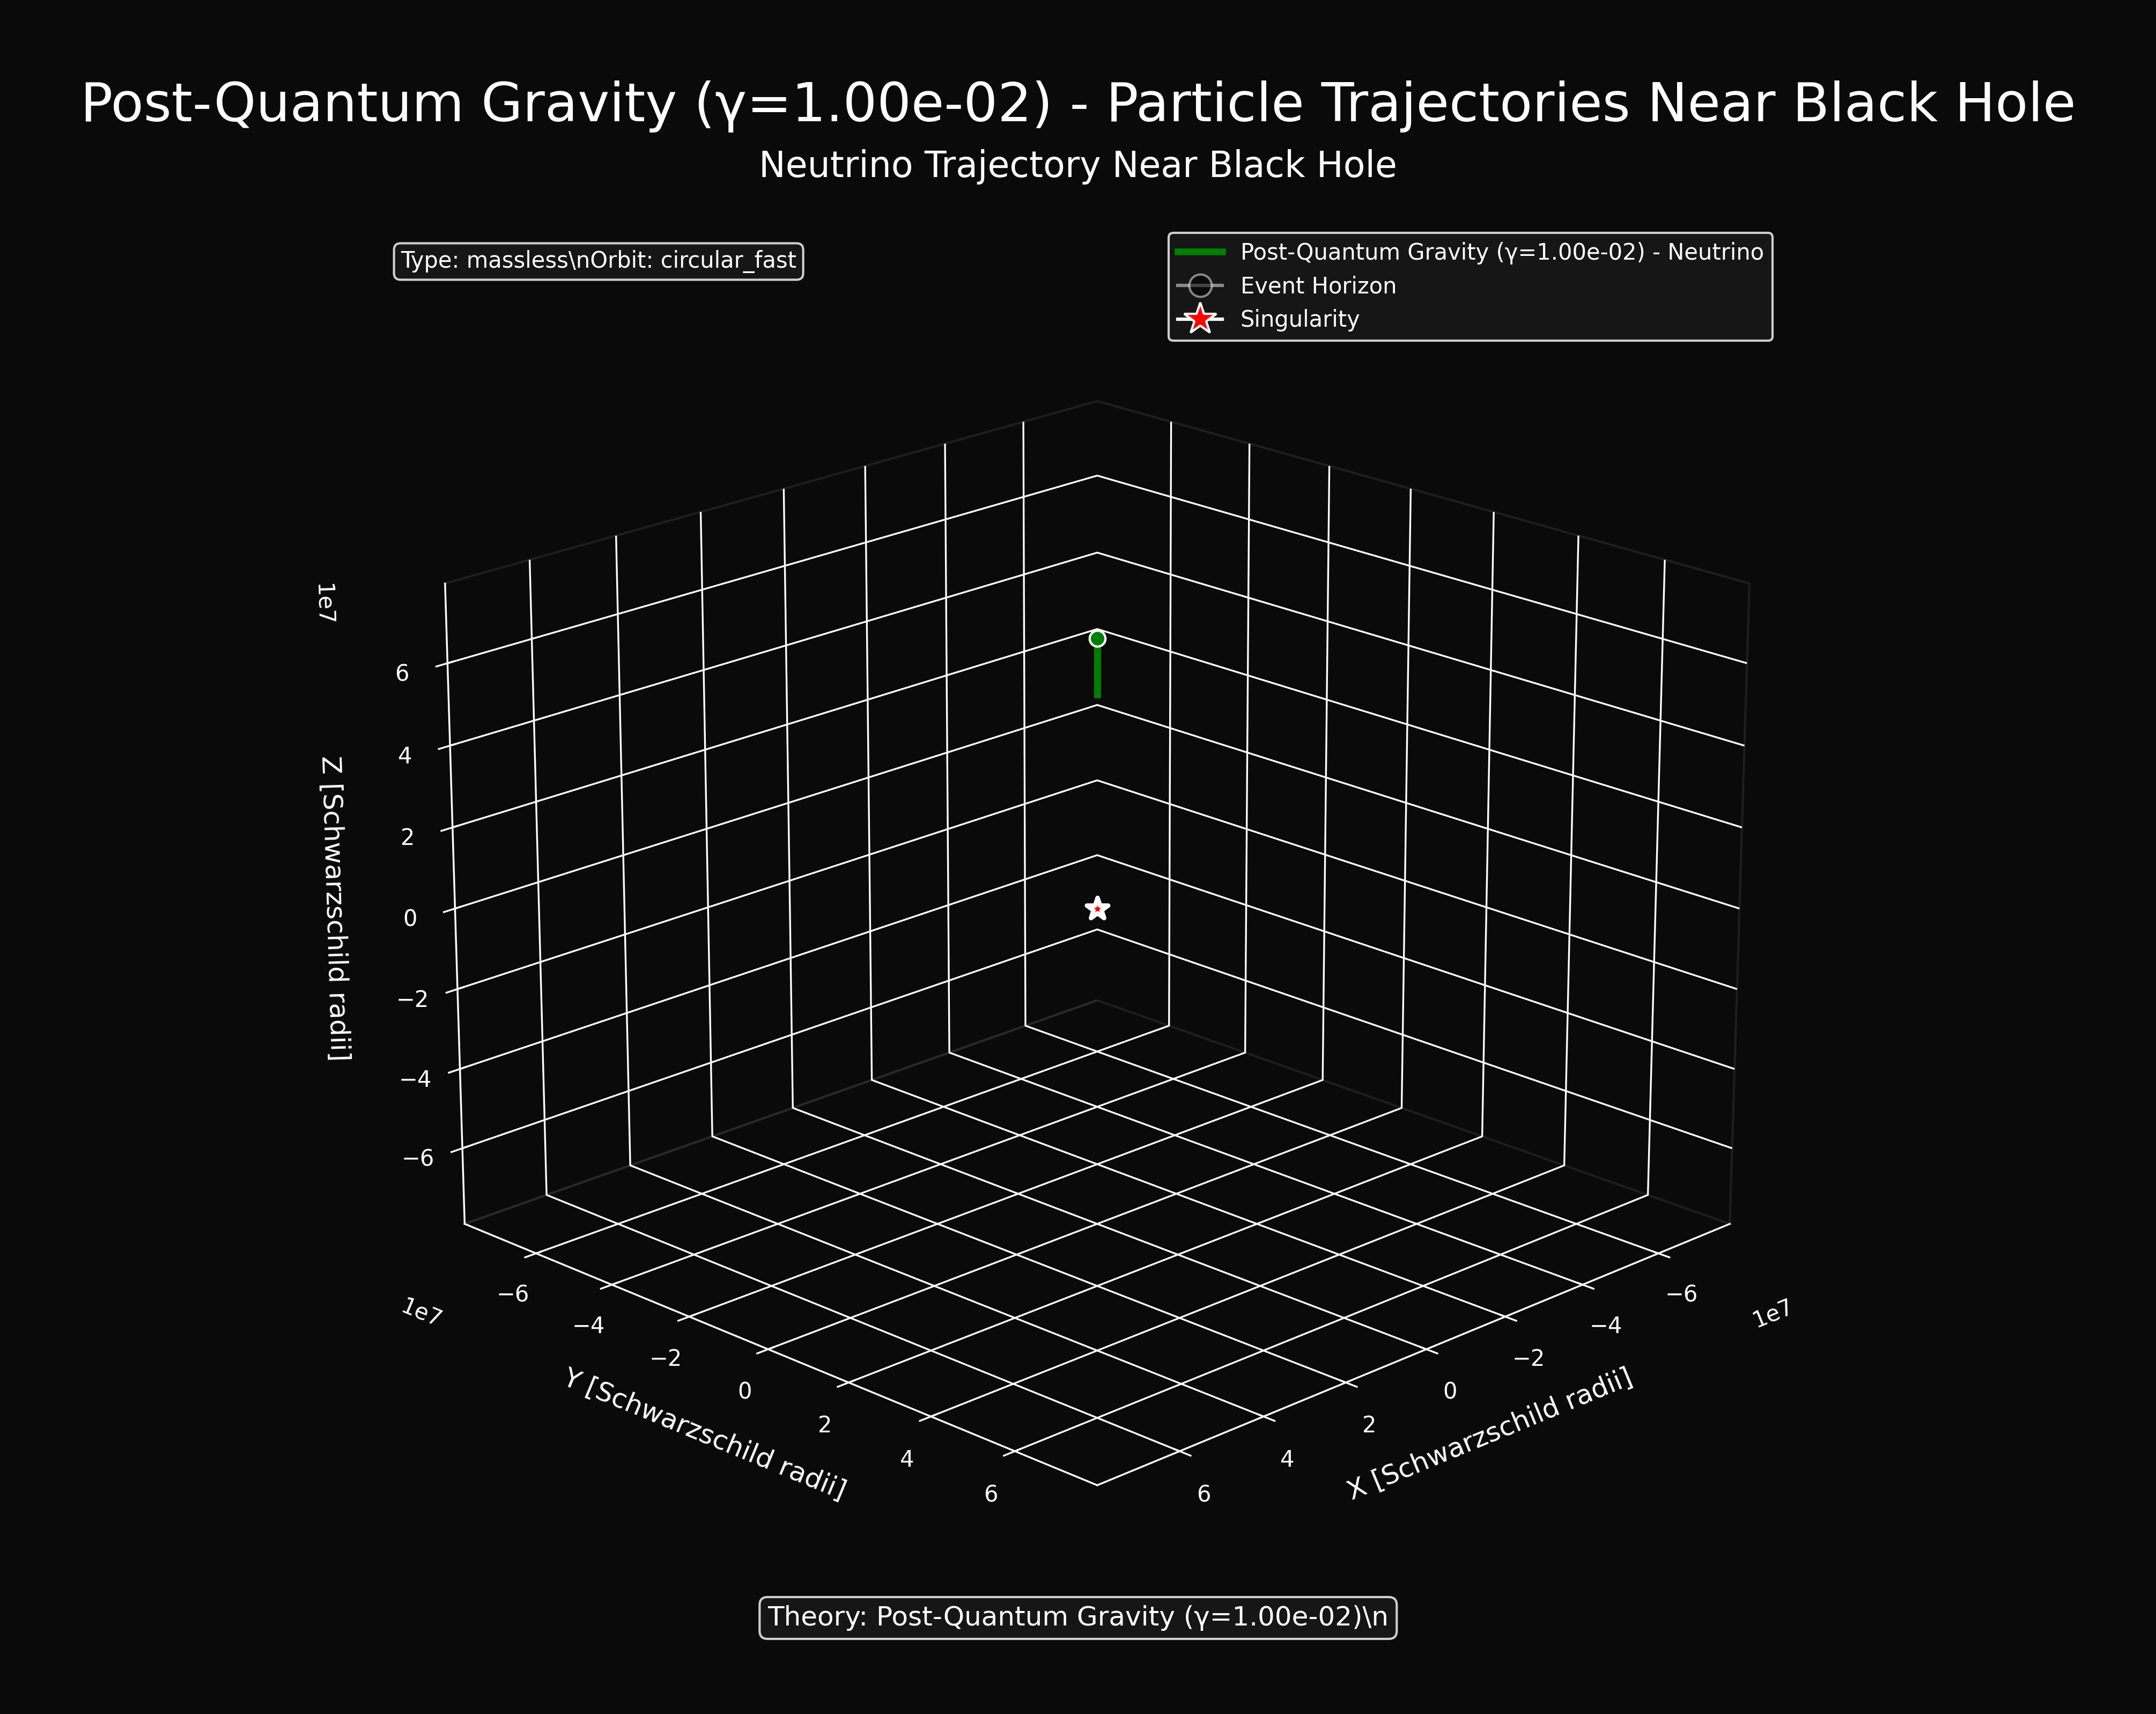 Post-Quantum Gravity (γ=1.00e-02) - Particle Trajectories Near Black Hole
Neutrino Trajectory Near Black Hole
Type: massless\nOrbit: circular_fast
Post-Quantum Gravity (γ=1.00e-02) - Neutrino
Event Horizon
Singularity
1e7
6
4
2
0
−2
−4
−6
Z [Schwarzschild radii]
1e7
−6
−4
−2
0
2
4
6
Y [Schwarzschild radii]
1e7
−6
−4
−2
0
2
4
6
X [Schwarzschild radii]
Theory: Post-Quantum Gravity (γ=1.00e-02)\n